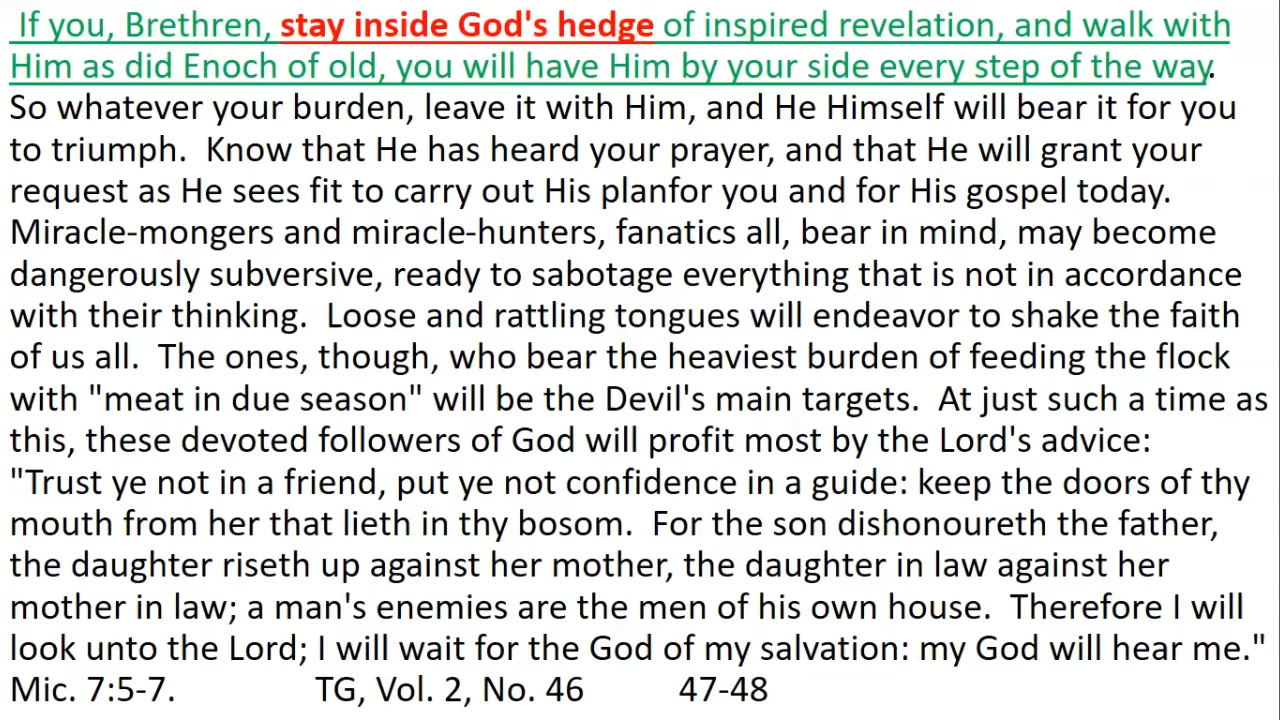 If you, Brethren, stay inside God's hedge of inspired revelation, and walk with
Him as did Enoch of old, you will have Him by your side every step of the way.
So whatever your burden, leave it with Him, and He Himself will bear it for you
to triumph.  Know that He has heard your prayer, and that He will grant your
request as He sees fit to carry out His planfor you and for His gospel today.
Miracle-mongers and miracle-hunters, fanatics all, bear in mind, may become
dangerously subversive, ready to sabotage everything that is not in accordance
with their thinking.  Loose and rattling tongues will endeavor to shake the faith
of us all.  The ones, though, who bear the heaviest burden of feeding the flock
with "meat in due season" will be the Devil's main targets.  At just such a time as
this, these devoted followers of God will profit most by the Lord's advice:
"Trust ye not in a friend, put ye not confidence in a guide: keep the doors of thy
mouth from her that lieth in thy bosom.  For the son dishonoureth the father,
the daughter riseth up against her mother, the daughter in law against her
mother in law; a man's enemies are the men of his own house.  Therefore I will
look unto the Lord; I will wait for the God of my salvation: my God will hear me."
Mic. 7:5-7.               TG, Vol. 2, No. 46          47-48